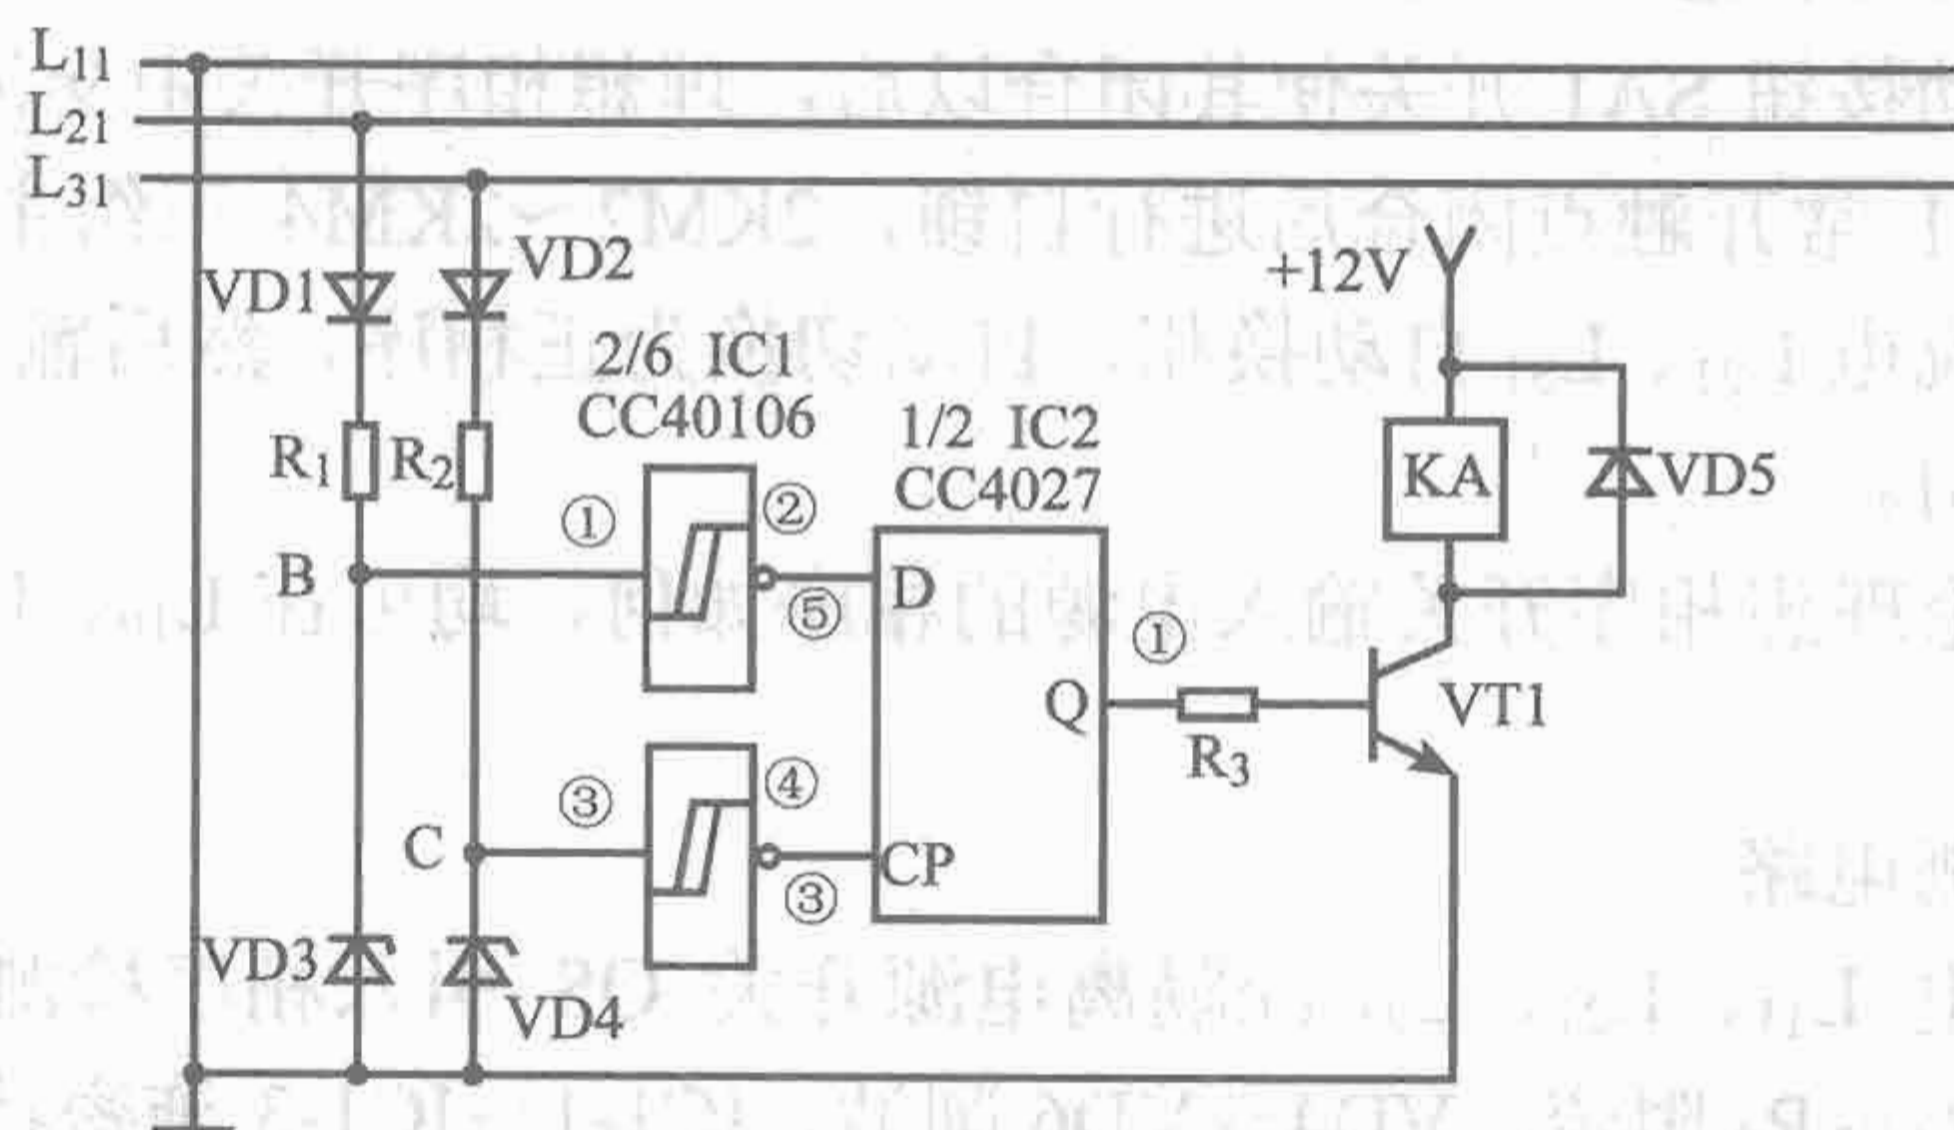 L11
L21
L31
VD1
VD2
+12V
2/6 IC1
CC40106
1/2 IC2
CC4027
R1
R2
KA
VD5
①
②
B
⑤
D
①
Q
R3
VT1
③
④
C
③
CP
VD3
VD4